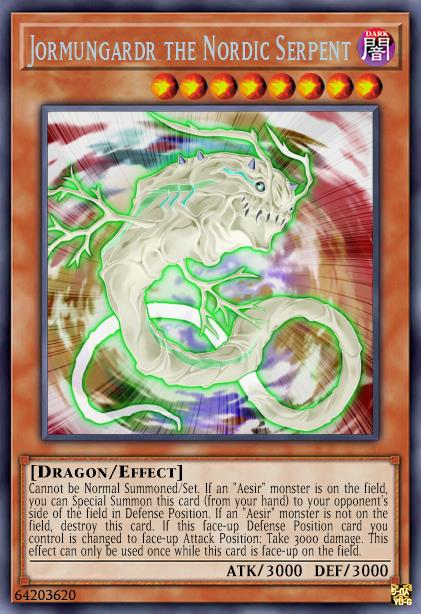 JORMUNGARDR THE NORDIC SERPENT
DARK
闇
[DRAGON/EFFECT]
Cannot be Normal Summoned/Set. If an "Aesir" monster is on the field,
you can Special Summon this card (from your hand) to your opponent's
side of the field in Defense Position. If an "Aesir" monster is not on the
field, destroy this card. If this face-up Defense Position card you
control is changed to face-up Attack Position: Take 3000 damage. This
effect can only be used once while this card is face-up on the field.
ATK/3000 DEF/3000
64203620